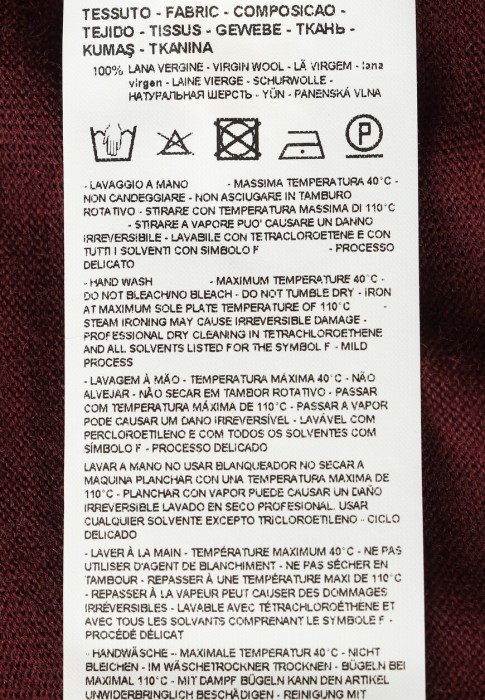 TESSUTO - FABRIC - COMPOSICAO -
TEJIDO - TISSUS - GEWEBE - ТКАНЬ -
KUMAŞ - TKANINA
100% LANA VERGINE - VIRGIN WOOL - LÃ VIRGEM - lana
virgen - LAINE VIERGE - SCHURWOLLE -
НАТУРАЛЬНАЯ ШЕРСТЬ - YÜN - PANENSKÁ VLNA
P
- LAVAGGIO A MANO - MASSIMA TEMPERATURA 40°C -
NON CANDEGGIARE - NON ASCIUGARE IN TAMBURO
ROTATIVO - STIRARE CON TEMPERATURA MASSIMA DI 110°C
- STIRARE A VAPORE PUO' CAUSARE UN DANNO
IRREVERSIBILE - LAVABILE CON TETRACLOROETENE E CON
TUTTI I SOLVENTI CON SIMBOLO F - PROCESSO
DELICATO
- HAND WASH - MAXIMUM TEMPERATURE 40°C -
DO NOT BLEACH/NO BLEACH - DO NOT TUMBLE DRY - IRON
AT MAXIMUM SOLE PLATE TEMPERATURE OF 110°C -
STEAM IRONING MAY CAUSE IRREVERSIBLE DAMAGE -
PROFESSIONAL DRY CLEANING IN TETRACHLOROETHENE
AND ALL SOLVENTS LISTED FOR THE SYMBOL F - MILD
PROCESS
- LAVAGEM À MÃO - TEMPERATURA MÁXIMA 40°C - NÃO
ALVEJAR - NÃO SECAR EM TAMBOR ROTATIVO - PASSAR
COM TEMPERATURA MÁXIMA DE 110°C - PASSAR A VAPOR
PODE CAUSAR UM DANO IRREVERSÍVEL - LAVÁVEL COM
PERCLOROETILENO E COM TODOS OS SOLVENTES COM
SÍMBOLO F - PROCESSO DELICADO
LAVAR A MANO NO USAR BLANQUEADOR NO SECAR A
MAQUINA PLANCHAR CON UNA TEMPERATURA MAXIMA DE
110°C - PLANCHAR CON VAPOR PUEDE CAUSAR UN DAÑO
IRREVERSIBLE LAVADO EN SECO PROFESIONAL. USAR
CUALQUIER SOLVENTE EXCEPTO TRICLOROETILENO - CICLO
DELICADO
- LAVER À LA MAIN - TEMPÉRATURE MAXIMUM 40°C - NE PAS
UTILISER D'AGENT DE BLANCHIMENT - NE PAS SÉCHER EN
TAMBOUR - REPASSER À UNE TEMPÉRATURE MAXI DE 110°C
- REPASSER À LA VAPEUR PEUT CAUSER DES DOMMAGES
IRRÉVERSIBLES - LAVABLE AVEC TÉTRACHLOROÉTHÈNE ET
AVEC TOUS LES SOLVANTS COMPRENANT LE SYMBOLE F -
PROCÉDÉ DÉLICAT
- HANDWÄSCHE - MAXIMALE TEMPERATUR 40°C - NICHT
BLEICHEN - IM WÄSCHETROCKNER TROCKNEN - BÜGELN BEI
MAXIMAL 110°C - MIT DAMPF BÜGELN KANN DEN ARTIKEL
UNWIDERBRINGLICH BESCHÄDIGEN - REINIGUNG MIT